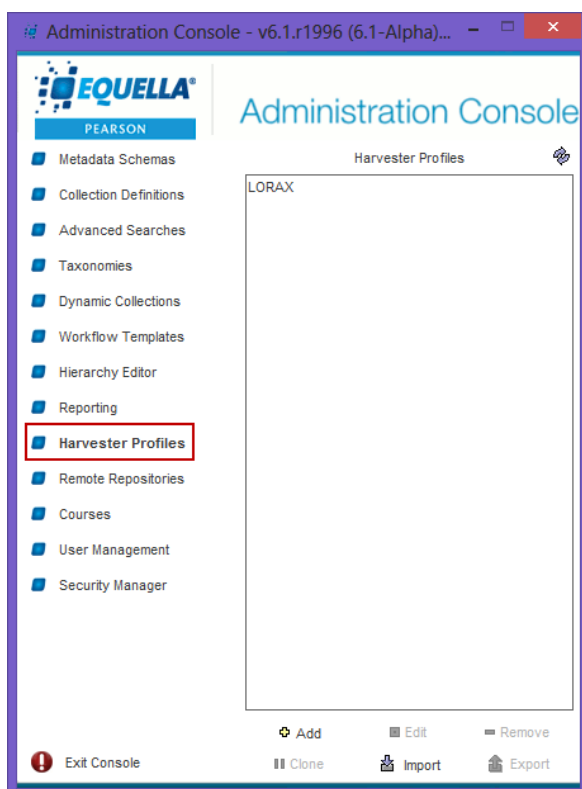 Administration Console - v6.1.r1996 (6.1-Alpha)...
EQUELLA®
PEARSON
Administration Console
Metadata Schemas
Collection Definitions
Advanced Searches
Taxonomies
Dynamic Collections
Workflow Templates
Hierarchy Editor
Reporting
Harvester Profiles
Remote Repositories
Courses
User Management
Security Manager
Exit Console
Harvester Profiles
LORAX
Add
Edit
Remove
Clone
Import
Export